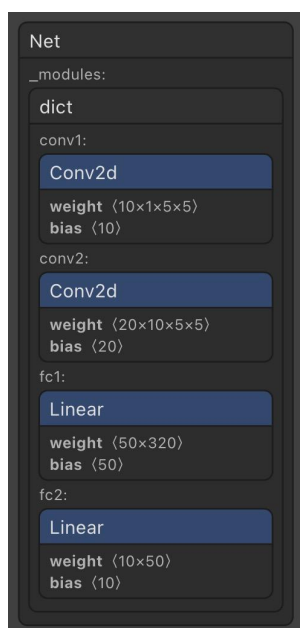 Net
_modules:
dict
conv1:
Conv2d
weight ⟨10×1×5×5⟩
bias ⟨10⟩
conv2:
Conv2d
weight ⟨20×10×5×5⟩
bias ⟨20⟩
fc1:
Linear
weight ⟨50×320⟩
bias ⟨50⟩
fc2:
Linear
weight ⟨10×50⟩
bias ⟨10⟩